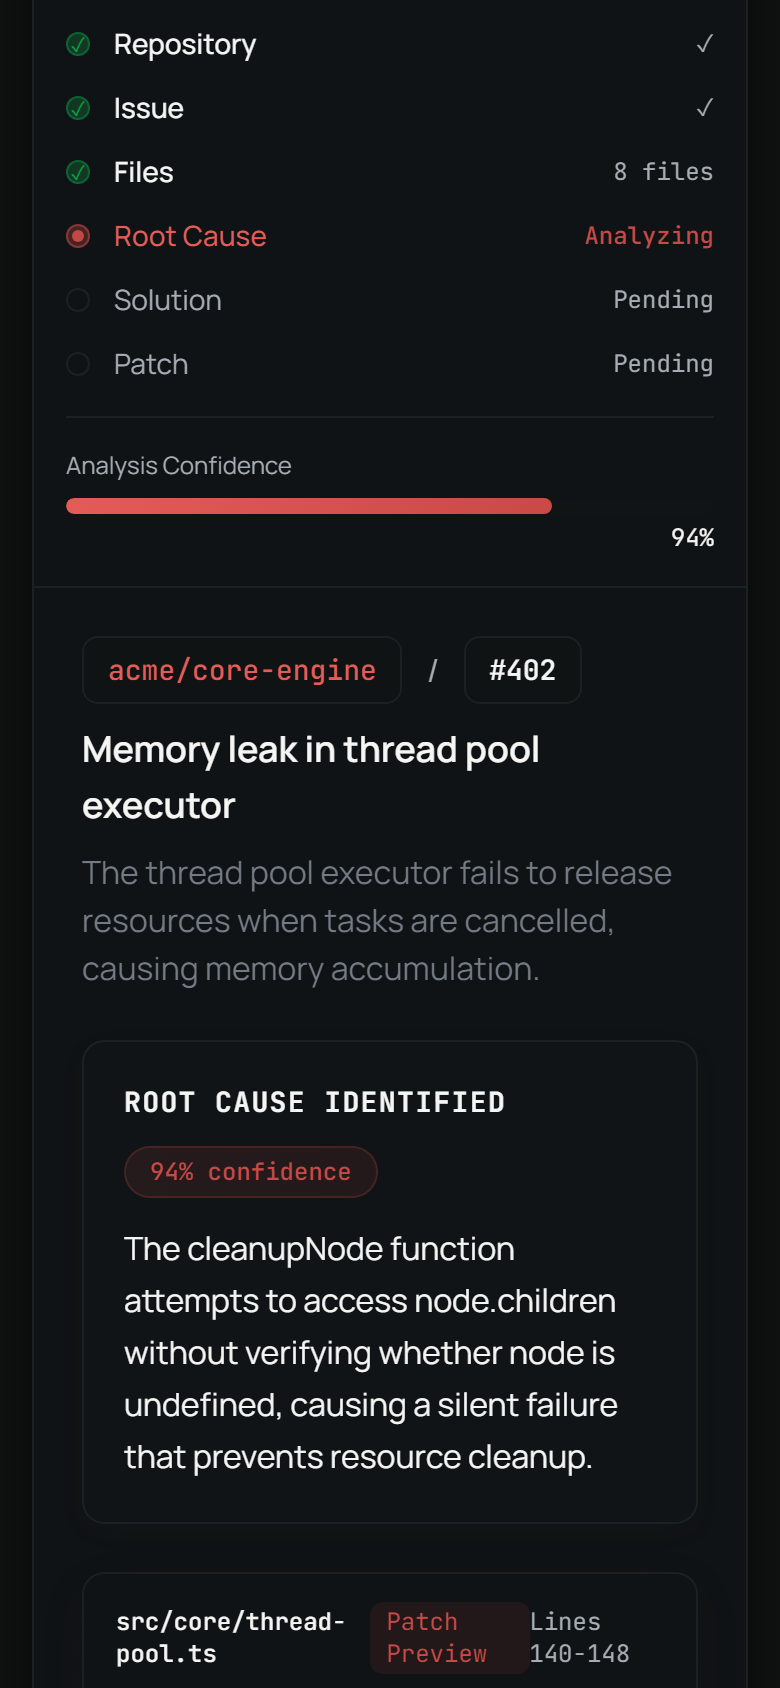 Repository ✓
Issue ✓
Files 8 files
Root Cause Analyzing
Solution Pending
Patch Pending
Analysis Confidence
94%
acme/core-engine / #402
Memory leak in thread pool
executor
The thread pool executor fails to release
resources when tasks are cancelled,
causing memory accumulation.
ROOT CAUSE IDENTIFIED
94% confidence
The cleanupNode function
attempts to access node.children
without verifying whether node is
undefined, causing a silent failure
that prevents resource cleanup.
src/core/thread-
pool.ts
Patch
Preview
Lines
140-148